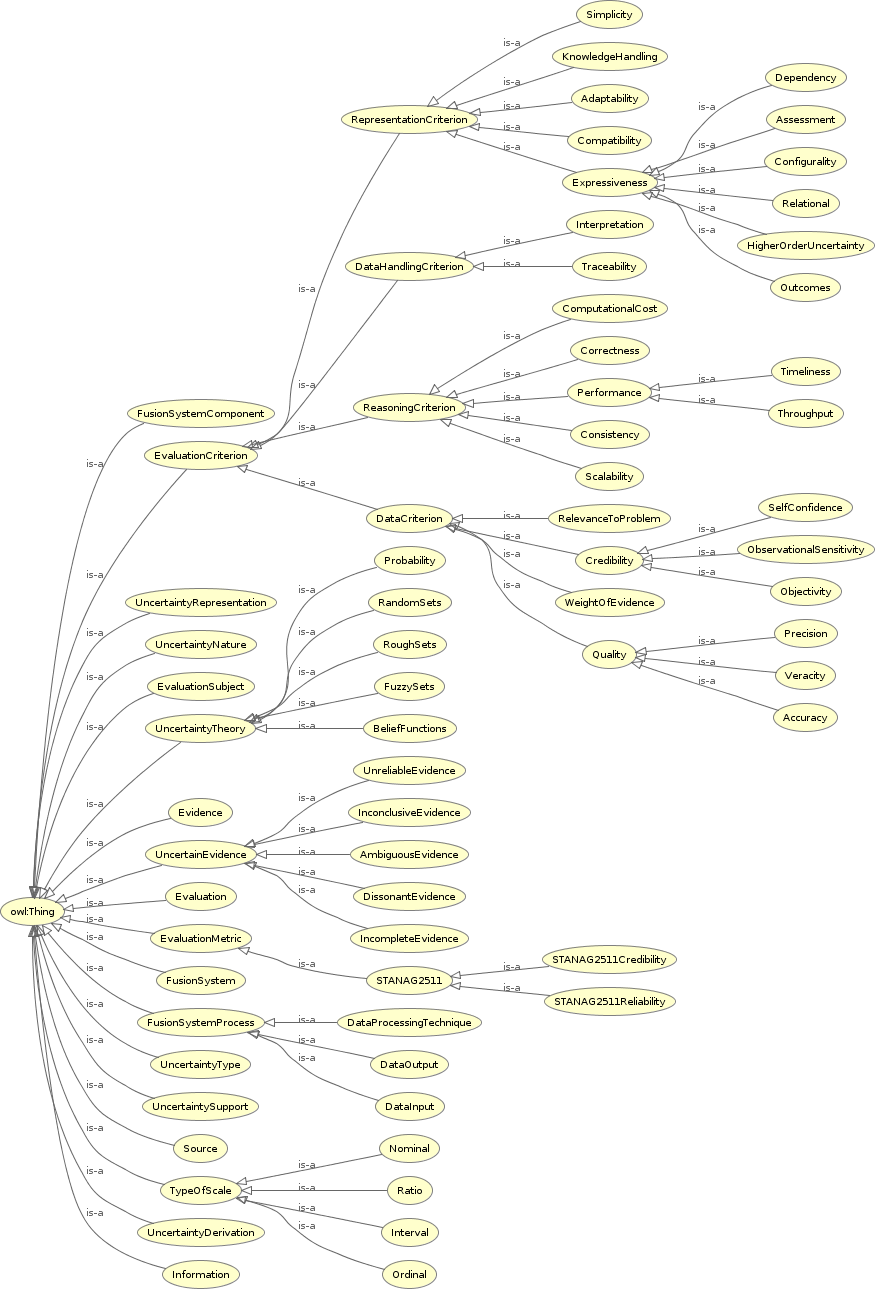 Simplicity
is-a
KnowledgeHandling
is-a
Dependency
Adaptability
is-a
is-a
RepresentationCriterion
Assessment
is-a
Compatibility
is-a
is-a
Configurality
is-a
Expressiveness
is-a
Relational
is-a
Interpretation
is-a
is-a
HigherOrderUncertainty
DataHandlingCriterion
is-a
Traceability
is-a
Outcomes
ComputationalCost
is-a
Correctness
is-a
Timeliness
is-a
is-a
Performance
is-a
is-a
ReasoningCriterion
FusionSystemComponent
Throughput
is-a
is-a
Consistency
is-a
EvaluationCriterion
is-a
Scalability
is-a
SelfConfidence
DataCriterion
is-a
RelevanceToProblem
is-a
is-a
ObservationalSensitivity
is-a
is-a
Probability
Credibility
is-a
is-a
is-a
is-a
Objectivity
UncertaintyRepresentation
RandomSets
WeightOfEvidence
is-a
is-a
Precision
UncertaintyNature
RoughSets
is-a
Quality
is-a
is-a
is-a
Veracity
EvaluationSubject
FuzzySets
is-a
is-a
is-a
Accuracy
UncertaintyTheory
is-a
BeliefFunctions
UnreliableEvidence
is-a
is-a
Evidence
InconclusiveEvidence
is-a
is-a
UncertainEvidence
is-a
AmbiguousEvidence
is-a
is-a
Evaluation
is-a
DissonantEvidence
is-a
owl:Thing
is-a
is-a
EvaluationMetric
IncompleteEvidence
STANAG2511Credibility
is-a
is-a
is-a
FusionSystem
STANAG2511
is-a
STANAG2511Reliability
is-a
FusionSystemProcess
is-a
DataProcessingTechnique
is-a
is-a
UncertaintyType
is-a
DataOutput
UncertaintySupport
DataInput
is-a
Source
Nominal
is-a
is-a
TypeOfScale
is-a
Ratio
is-a
is-a
UncertaintyDerivation
is-a
Interval
Information
Ordinal